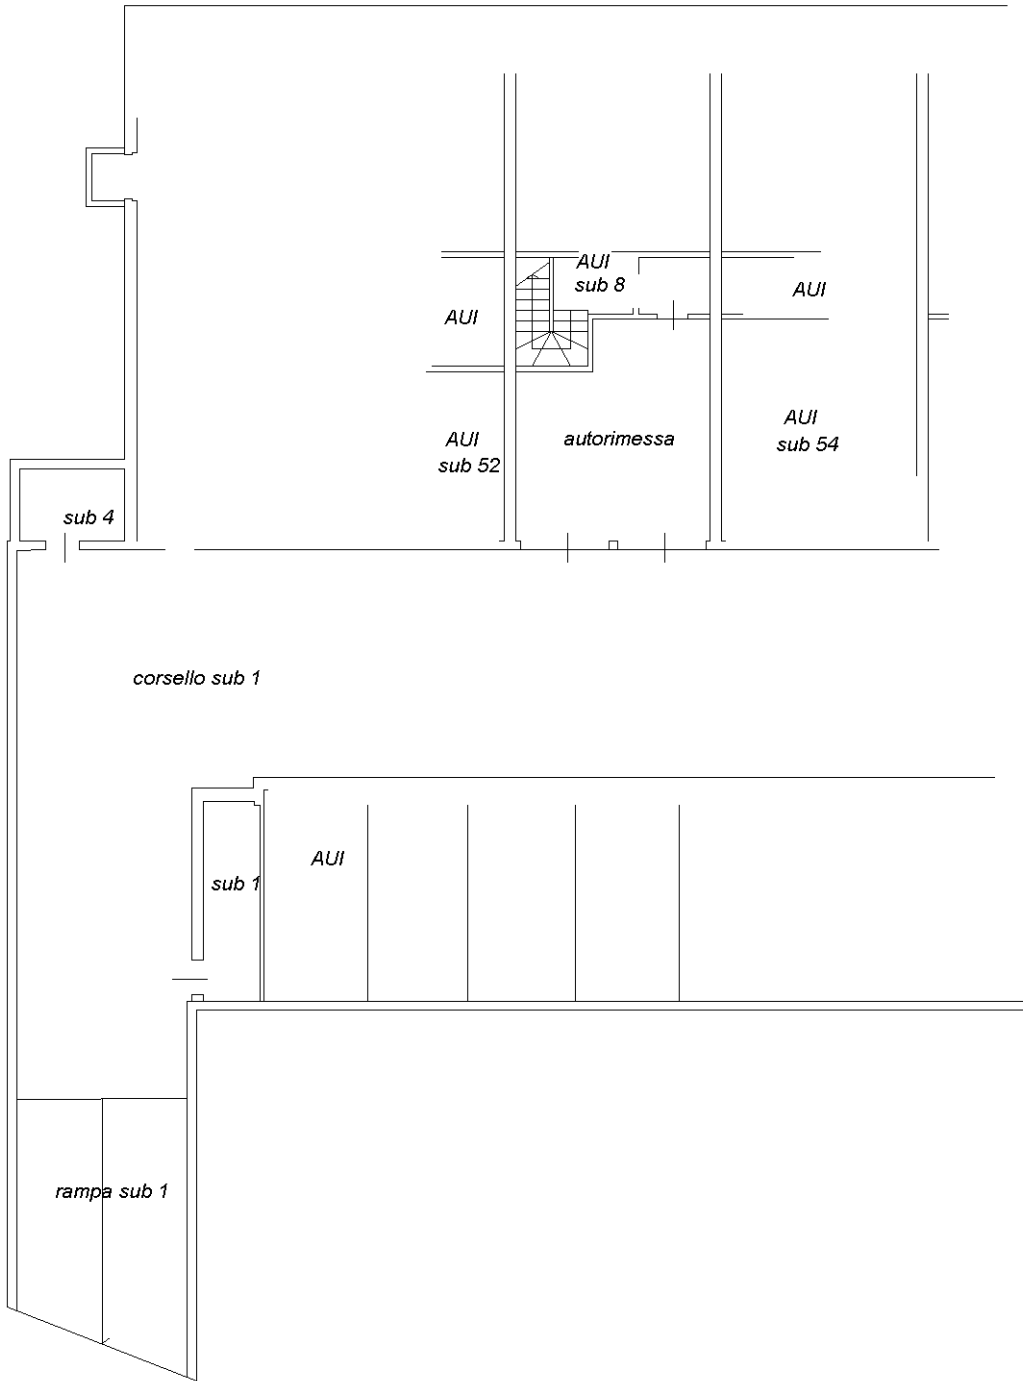 AUI
sub 8
AUI
AUI
AUI
sub 52
autorimessa
AUI
sub 54
sub 4
corsello sub 1
AUI
sub 1
rampa sub 1